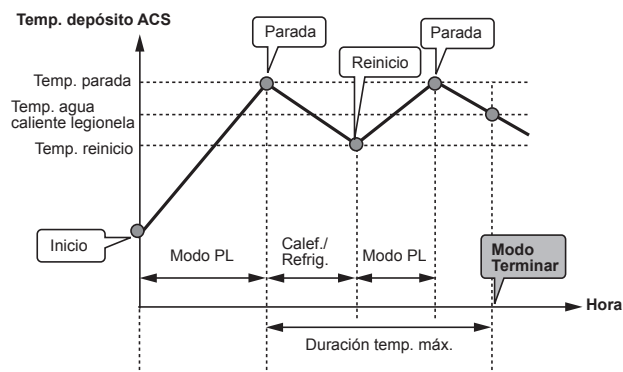 Temp. depósito ACS
Parada
Parada
Reinicio
Temp. parada
Temp. agua
caliente legionela
Temp. reinicio
Inicio
Modo PL
Calef./
Refrig.
Modo PL
Modo
Terminar
Hora
Duración temp. máx.